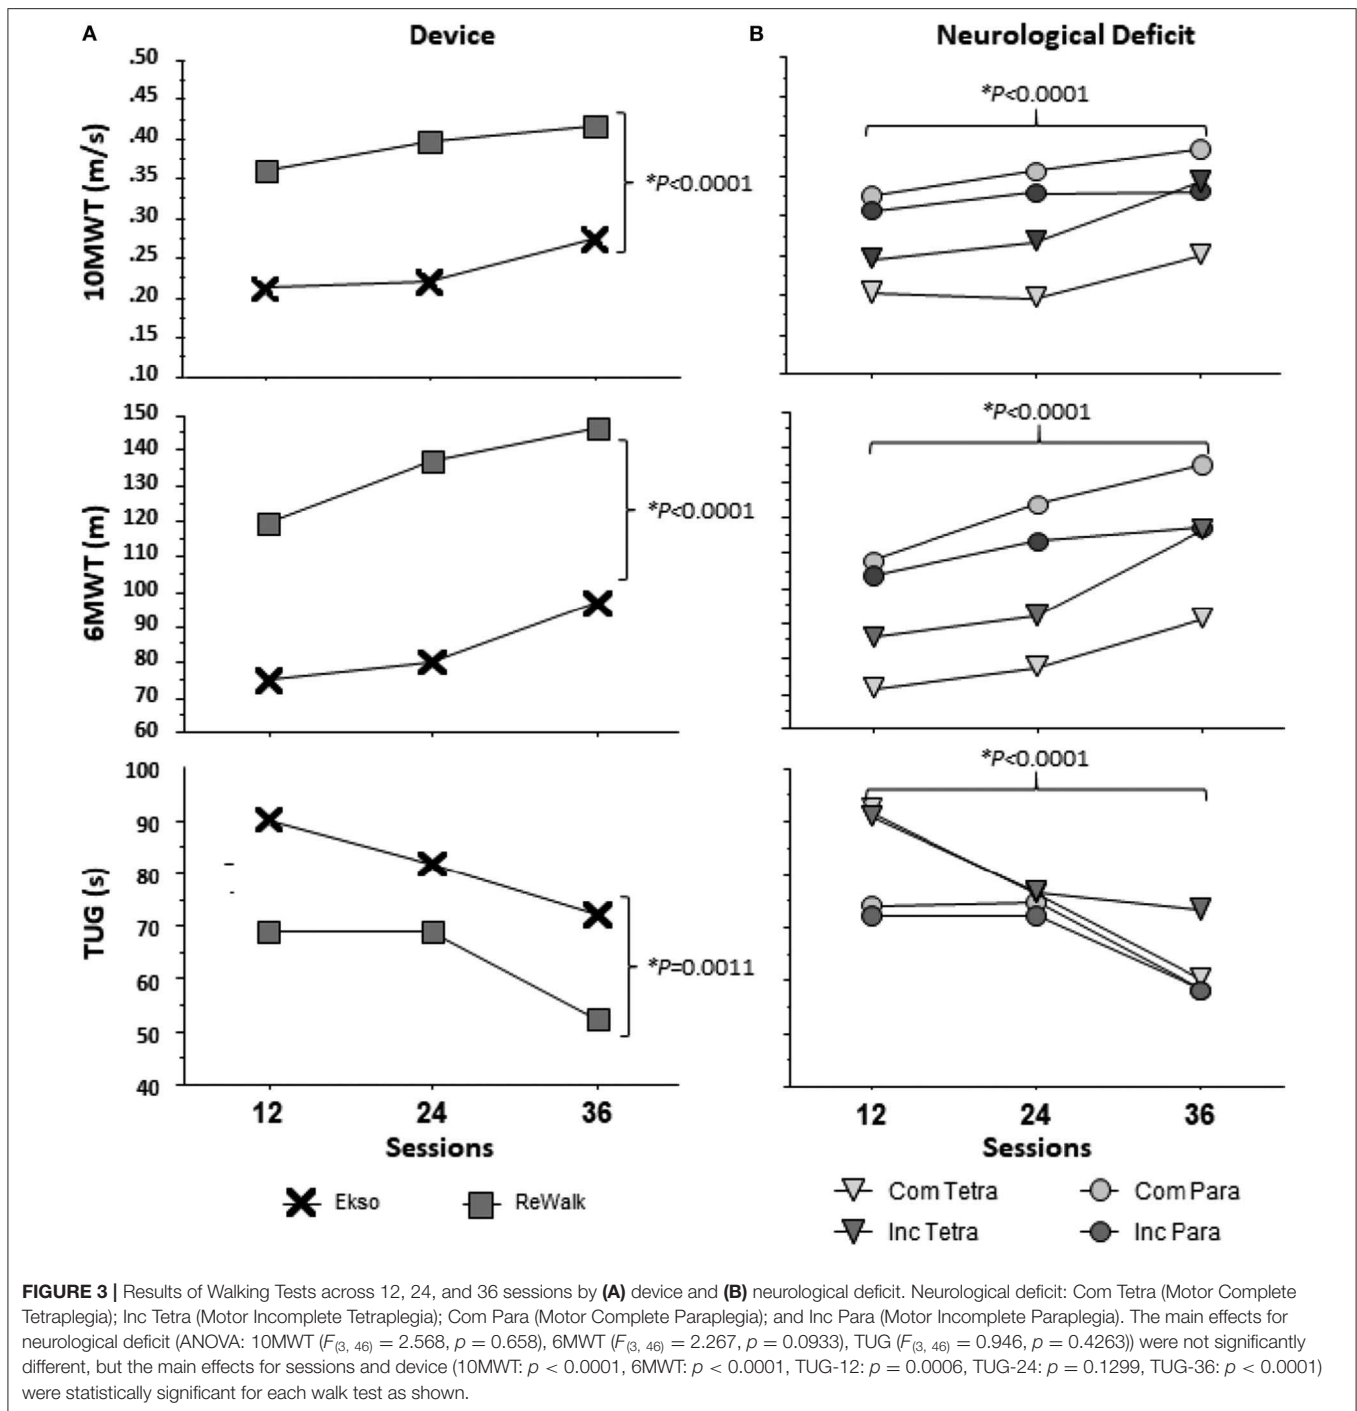 A
Device
B
Neurological Deficit
10MWT (m/s)
.50
.45
.40
.35
.30
.25
.20
.15
.10
*P<0.0001
*P<0.0001
6MWT (m)
150
140
130
120
110
100
90
80
70
60
*P<0.0001
*P<0.0001
TUG (s)
100
90
80
70
60
50
40
*P=0.0011
*P<0.0001
12 24 36
Sessions
12 24 36
Sessions
Ekso ReWalk
Com Tetra Com Para
Inc Tetra Inc Para
FIGURE 3 | Results of Walking Tests across 12, 24, and 36 sessions by (A) device and (B) neurological deficit. Neurological deficit: Com Tetra (Motor Complete
Tetraplegia); Inc Tetra (Motor Incomplete Tetraplegia); Com Para (Motor Complete Paraplegia); and Inc Para (Motor Incomplete Paraplegia). The main effects for
neurological deficit (ANOVA: 10MWT (F(3, 46) = 2.568, p = 0.658), 6MWT (F(3, 46) = 2.267, p = 0.0933), TUG (F(3, 46) = 0.946, p = 0.4263)) were not significantly
different, but the main effects for sessions and device (10MWT: p < 0.0001, 6MWT: p < 0.0001, TUG-12: p = 0.0006, TUG-24: p = 0.1299, TUG-36: p < 0.0001)
were statistically significant for each walk test as shown.